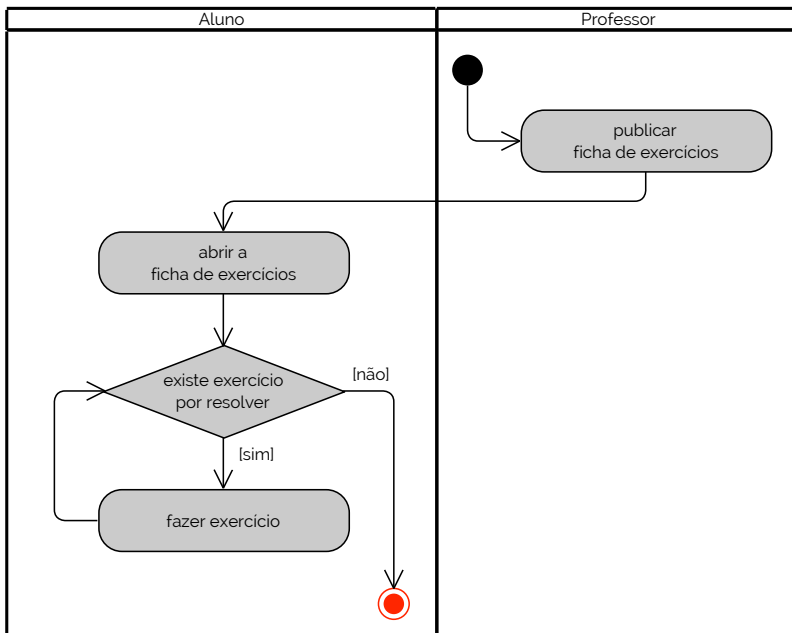 Aluno
Professor
publicar
ficha de exercícios
abrir a
ficha de exercícios
existe exercício
por resolver
[não]
[sim]
fazer exercício